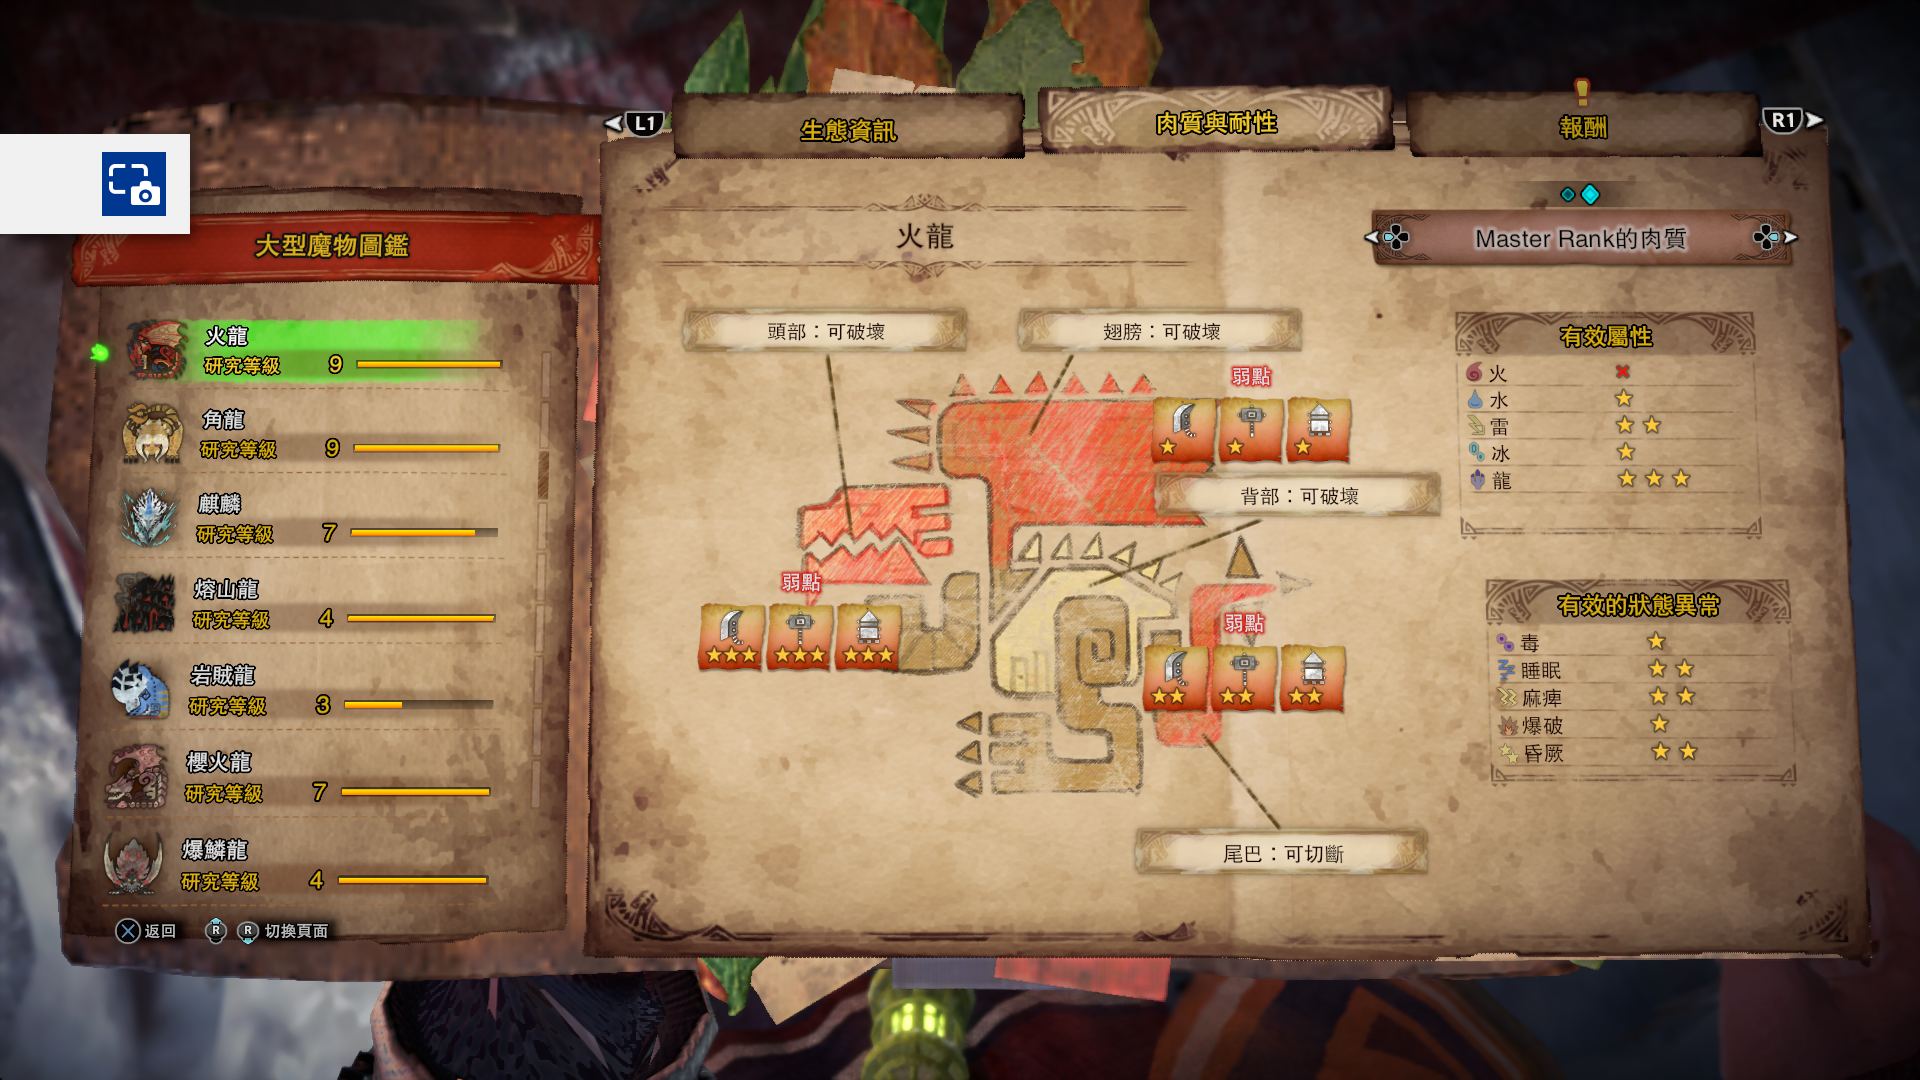 L1
生態資訊
肉質與耐性
報酬
R1
大型魔物圖鑑
火龍
研究等級 9
角龍
研究等級 9
麒麟
研究等級 7
熔山龍
研究等級 4
岩賊龍
研究等級 3
櫻火龍
研究等級 7
爆鱗龍
研究等級 4
返回
R R 切換頁面
火龍
Master Rank的肉質
頭部：可破壞
翅膀：可破壞
弱點
背部：可破壞
弱點
弱點
尾巴：可切斷
有效屬性
火
水
雷
冰
龍
有效的狀態異常
毒
睡眠
麻痺
爆破
昏厥